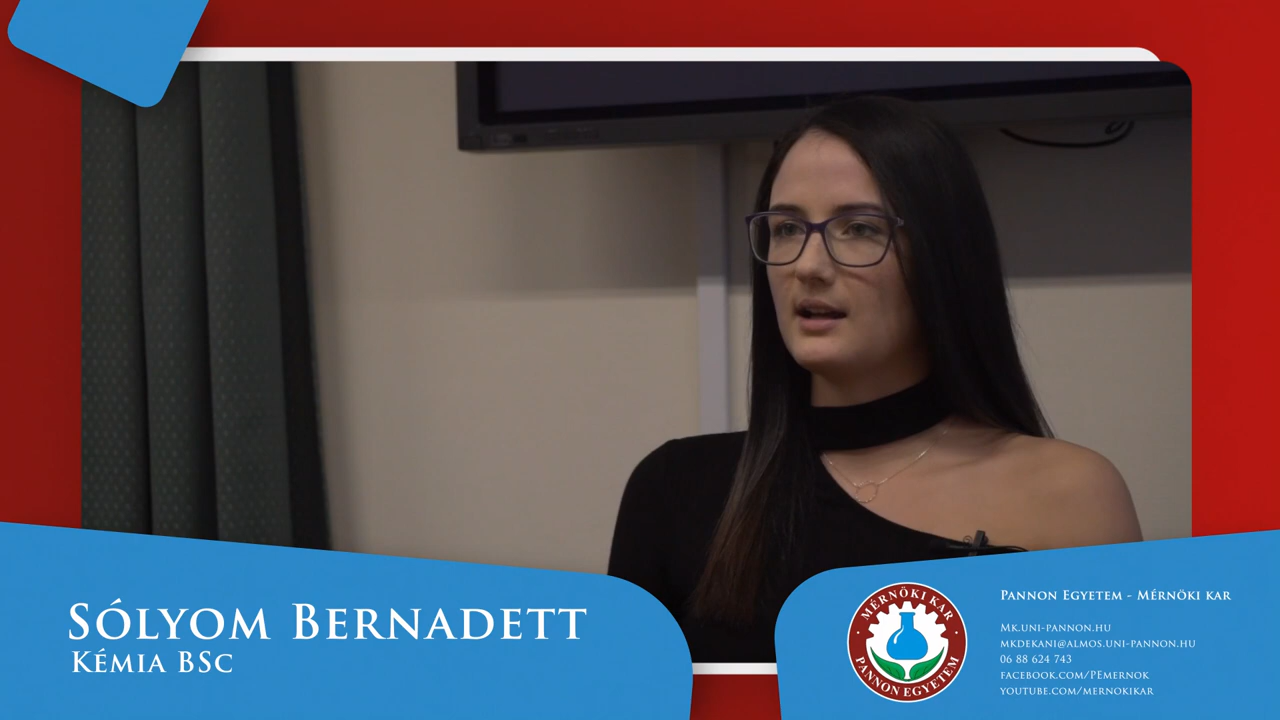 Sólyom Bernadett
Kémia BSc
MÉRNÖKI KAR
PANNON EGYETEM
Pannon Egyetem - Mérnöki kar
Mk.uni-pannon.hu
mkdekani@almos.uni-pannon.hu
06 88 624 743
facebook.com/PEmernok
youtube.com/mernokikar